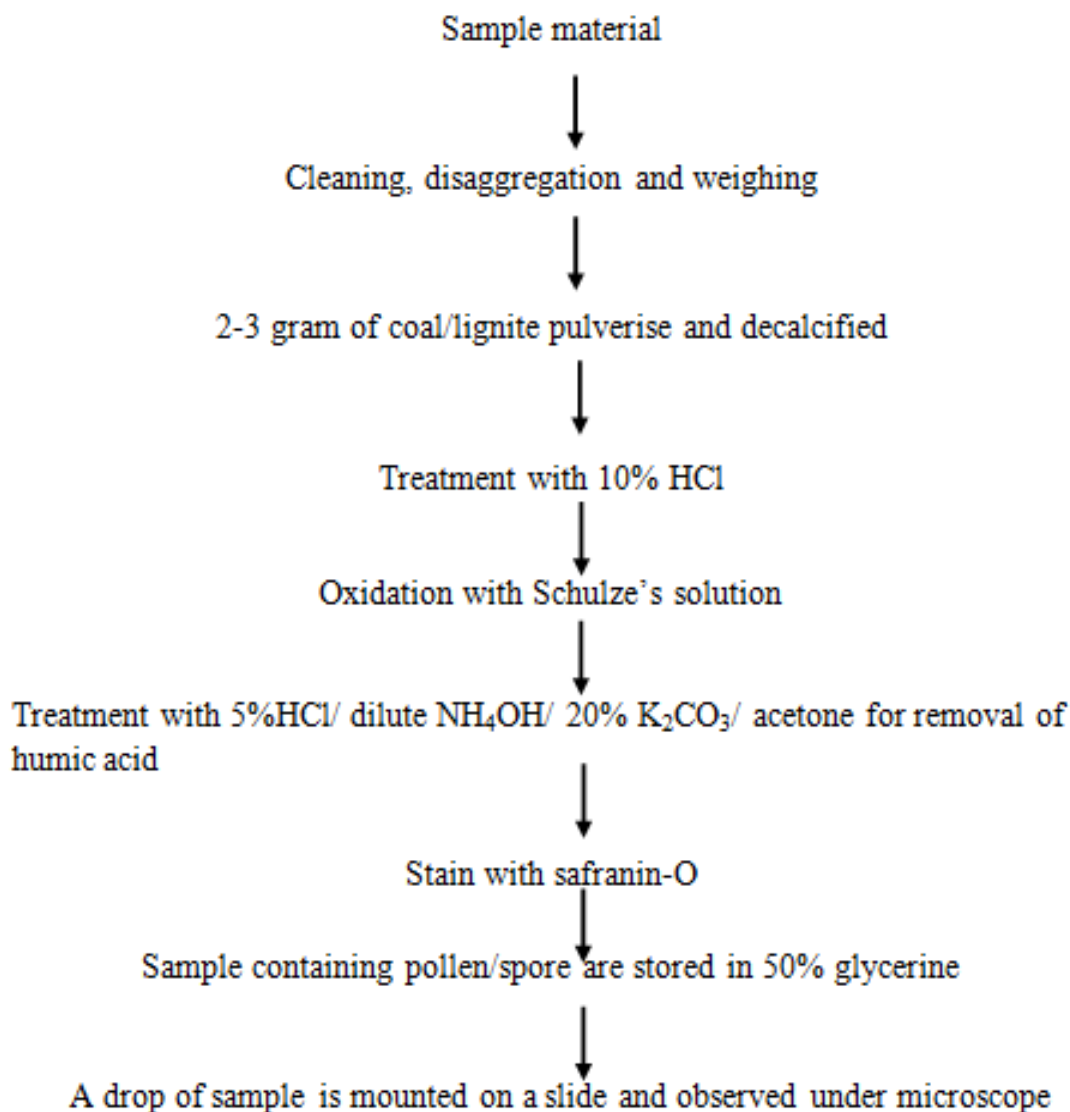 Sample material
Cleaning, disaggregation and weighing
2-3 gram of coal/lignite pulverise and decalcified
Treatment with 10% HCl
Oxidation with Schulze’s solution
Treatment with 5%HCl/ dilute NH₄OH/ 20% K₂CO₃/ acetone for removal of
humic acid
Stain with safranin-O
Sample containing pollen/spore are stored in 50% glycerine
A drop of sample is mounted on a slide and observed under microscope